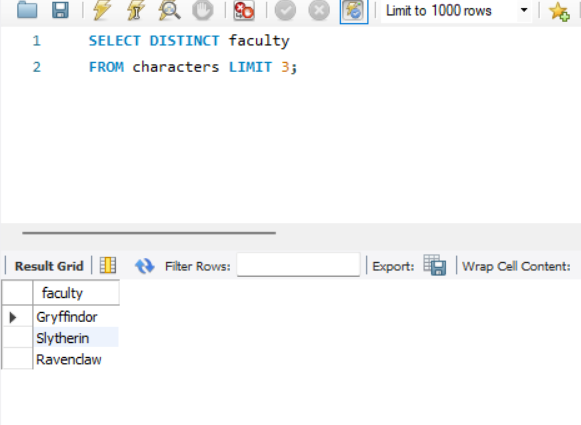 Limit to 1000 rows
1 SELECT DISTINCT faculty
2 FROM characters LIMIT 3;
Result Grid Filter Rows: Export: Wrap Cell Content:
faculty
Gryffindor
Slytherin
Ravenclaw